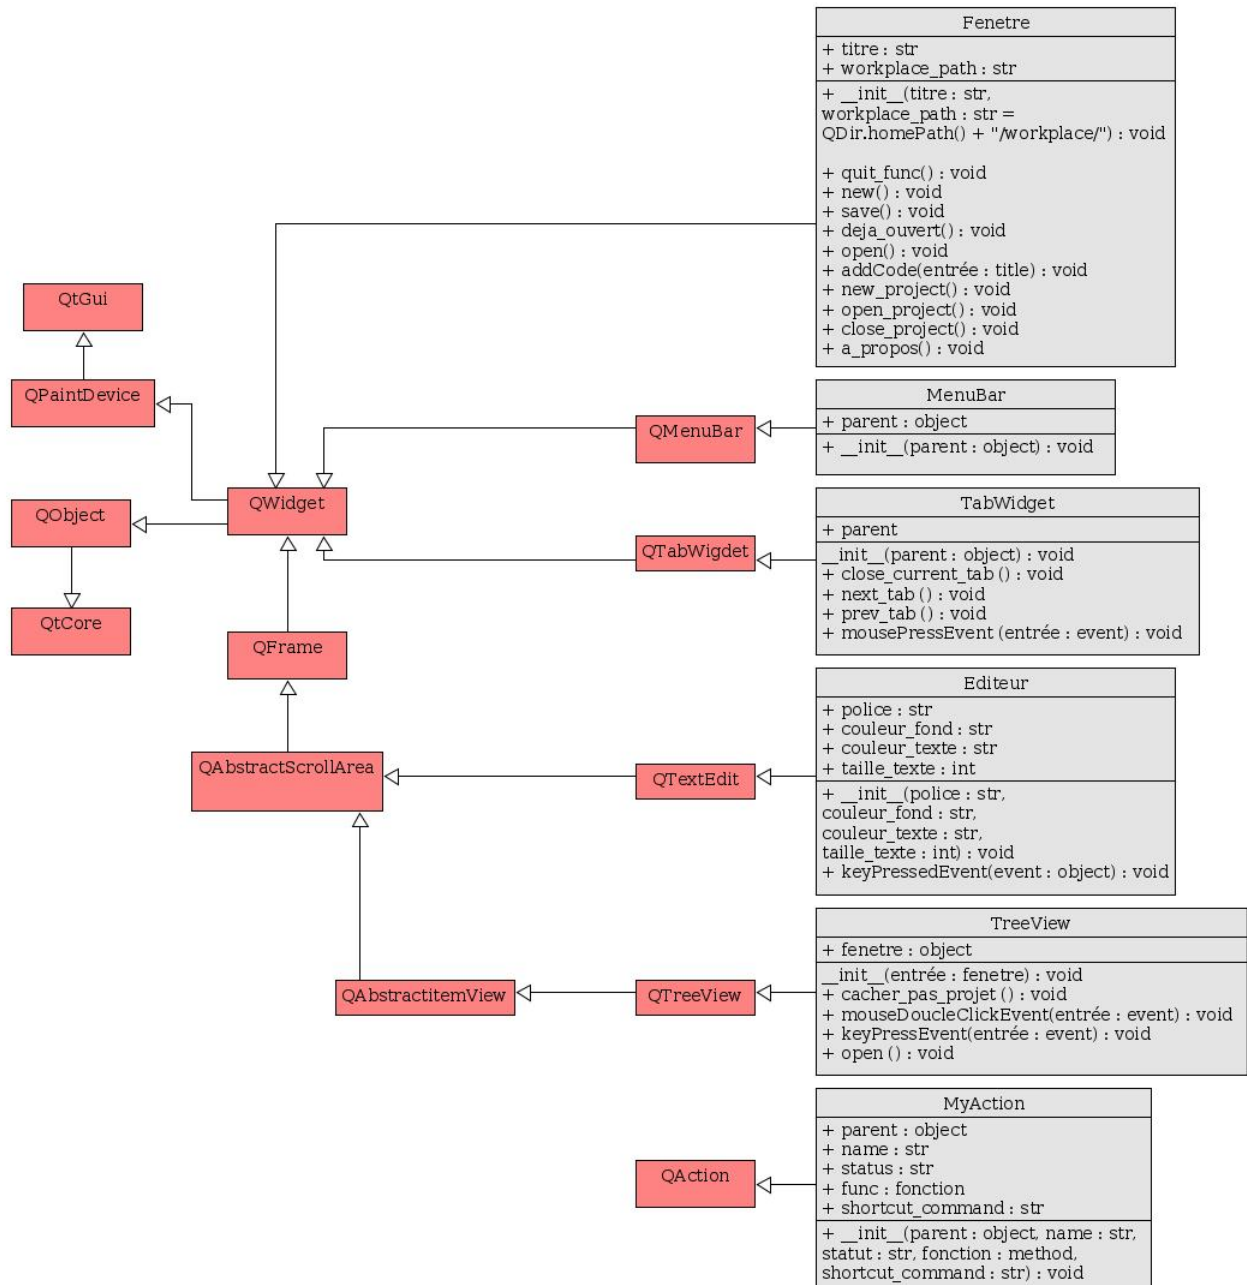 Fenetre
+ titre : str
+ workplace_path : str
+ __init__(titre : str,
workplace_path : str =
QDir.homePath() + "/workplace/") : void
+ quit_func() : void
+ new() : void
+ save() : void
+ deja_ouvert() : void
+ open() : void
+ addCode(entrée : title) : void
+ new_project() : void
+ open_project() : void
+ close_project() : void
+ a_propos() : void
QtGui
QPaintDevice
QObject
QtCore
QWidget
QFrame
QAbstractScrollArea
QAbstractitemView
QMenuBar
MenuBar
+ parent : object
+ __init__(parent : object) : void
QTabWigdet
TabWidget
+ parent
__init__(parent : object) : void
+ close_current_tab () : void
+ next_tab () : void
+ prev_tab () : void
+ mousePressEvent (entrée : event) : void
QTextEdit
Editeur
+ police : str
+ couleur_fond : str
+ couleur_texte : str
+ taille_texte : int
+ __init__(police : str,
couleur_fond : str,
couleur_texte : str,
taille_texte : int) : void
+ keyPressedEvent(event : object) : void
QTreeView
TreeView
+ fenetre : object
__init__(entrée : fenetre) : void
+ cacher_pas_projet () : void
+ mouseDoucleClickEvent(entrée : event) : void
+ keyPressEvent(entrée : event) : void
+ open () : void
QAction
MyAction
+ parent : object
+ name : str
+ status : str
+ func : fonction
+ shortcut_command : str
+ __init__(parent : object, name : str,
statut : str, fonction : method,
shortcut_command : str) : void